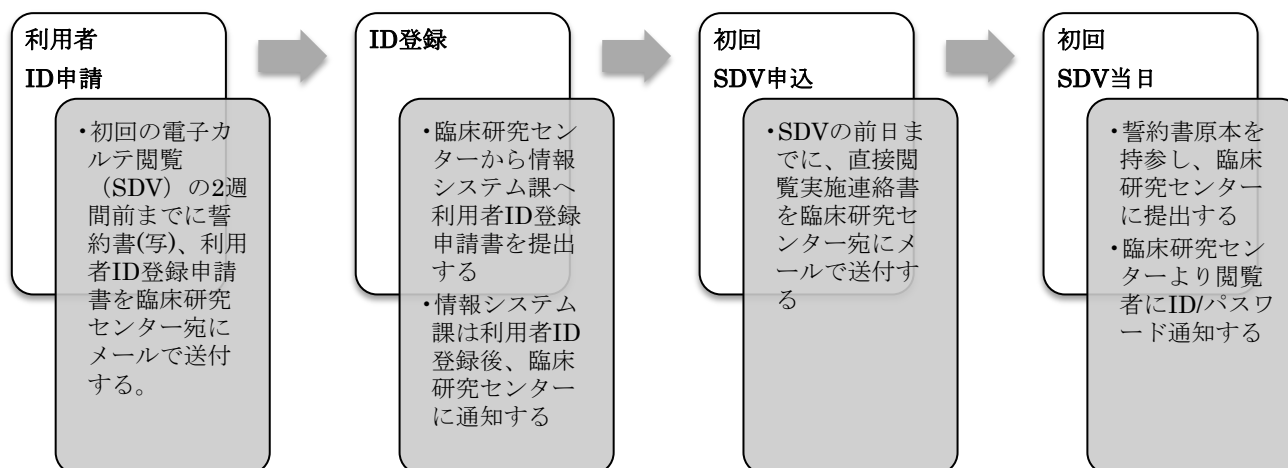 利用者
ID申請
・初回の電子カ
ルテ閲覧
（SDV）の2週
間前までに誓
約書(写)、利用
者ID登録申請
書を臨床研究
センター宛に
メールで送付
する。
ID登録
・臨床研究セン
ターから情報
システム課へ
利用者ID登録
申請書を提出
する
・情報システム
課は利用者ID
登録後、臨床
研究センター
に通知する
初回
SDV申込
・SDVの前日ま
でに、直接閲
覧実施連絡書
を臨床研究セ
ンター宛にメ
ールで送付す
る
初回
SDV当日
・誓約書原本を
持参し、臨床
研究センター
に提出する
・臨床研究セン
ターより閲覧
者にID/パスワ
ード通知する